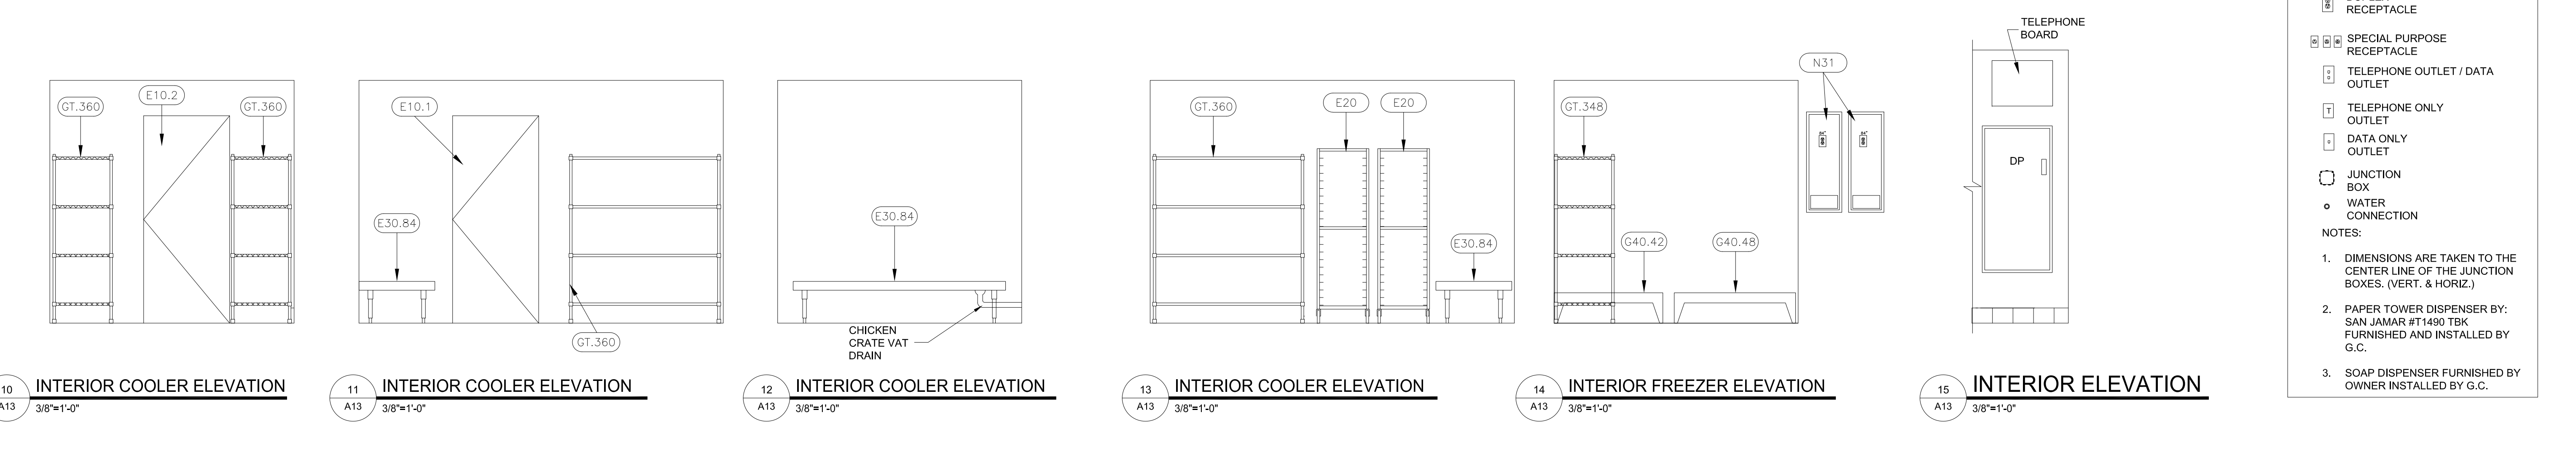 GT.360
E10.2
GT.360
10
A13
INTERIOR COOLER ELEVATION
3/8"=1'-0"
E10.1
E30.84
GT.360
11
A13
INTERIOR COOLER ELEVATION
3/8"=1'-0"
E30.84
CHICKEN
CRATE VAT
DRAIN
12
A13
INTERIOR COOLER ELEVATION
3/8"=1'-0"
GT.360
E20
E20
E30.84
13
A13
INTERIOR COOLER ELEVATION
3/8"=1'-0"
GT.348
G40.42
G40.48
N31
14
A13
INTERIOR FREEZER ELEVATION
3/8"=1'-0"
TELEPHONE
BOARD
DP
15
A13
INTERIOR ELEVATION
3/8"=1'-0"
RECEPTACLE
SPECIAL PURPOSE
RECEPTACLE
TELEPHONE OUTLET / DATA
OUTLET
T
TELEPHONE ONLY
OUTLET
DATA ONLY
OUTLET
JUNCTION
BOX
WATER
CONNECTION
NOTES:
1. DIMENSIONS ARE TAKEN TO THE
CENTER LINE OF THE JUNCTION
BOXES. (VERT. & HORIZ.)
2. PAPER TOWER DISPENSER BY:
SAN JAMAR #T1490 TBK
FURNISHED AND INSTALLED BY
G.C.
3. SOAP DISPENSER FURNISHED BY
OWNER INSTALLED BY G.C.